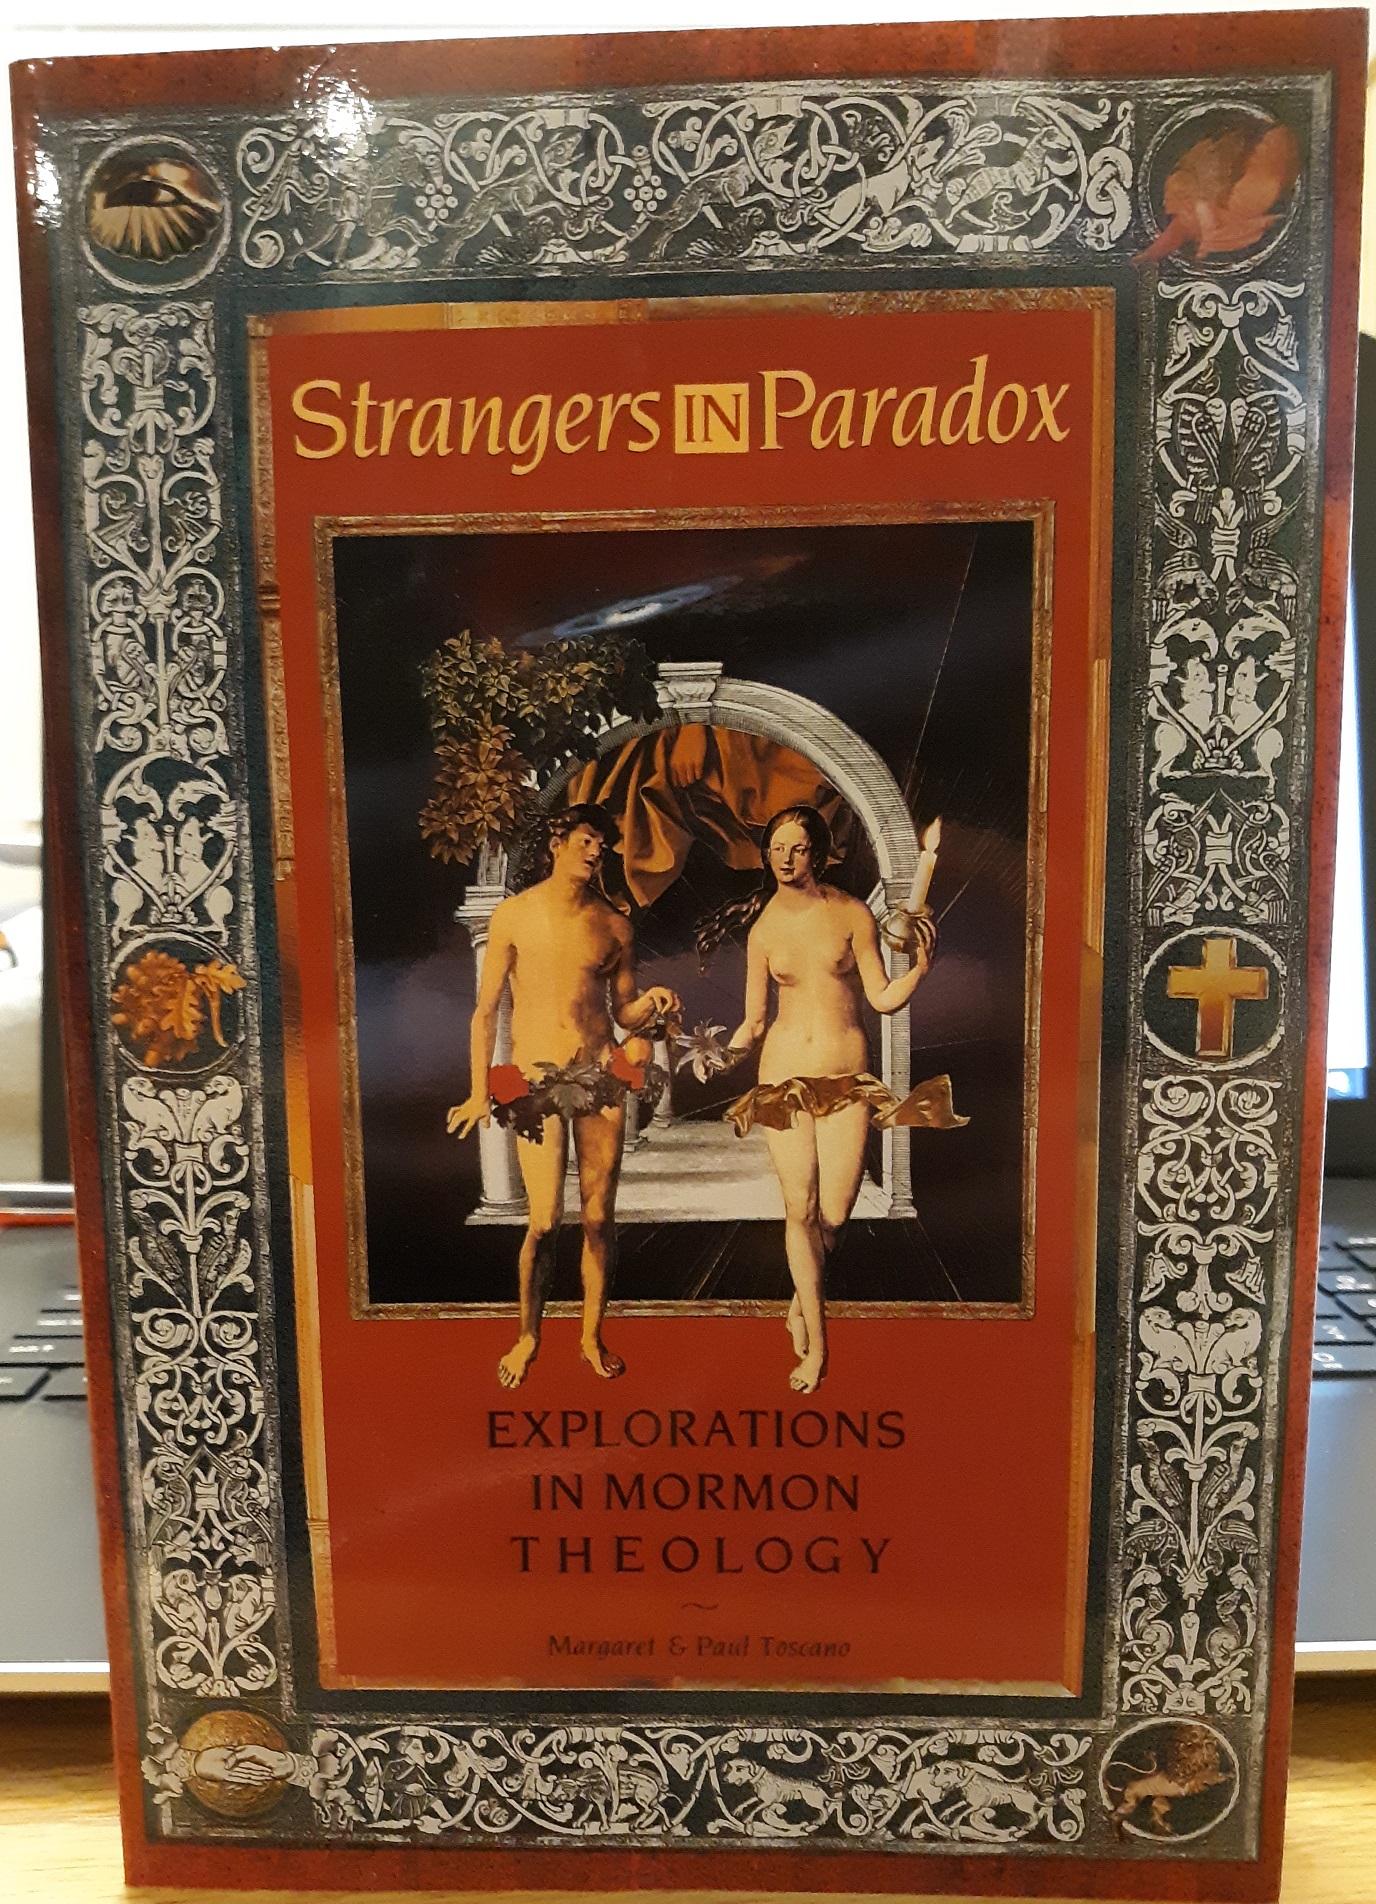 Strangers IN Paradox
EXPLORATIONS
IN MORMON
THEOLOGY
~
Margaret & Paul Toscano